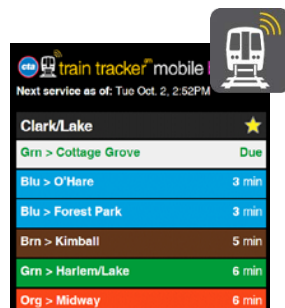 cta train tracker℠ mobile
Next service as of: Tue Oct. 2, 2:52PM
Clark/Lake
Grn > Cottage Grove Due
Blu > O'Hare 3 min
Blu > Forest Park 3 min
Brn > Kimball 5 min
Grn > Harlem/Lake 6 min
Org > Midway 6 min